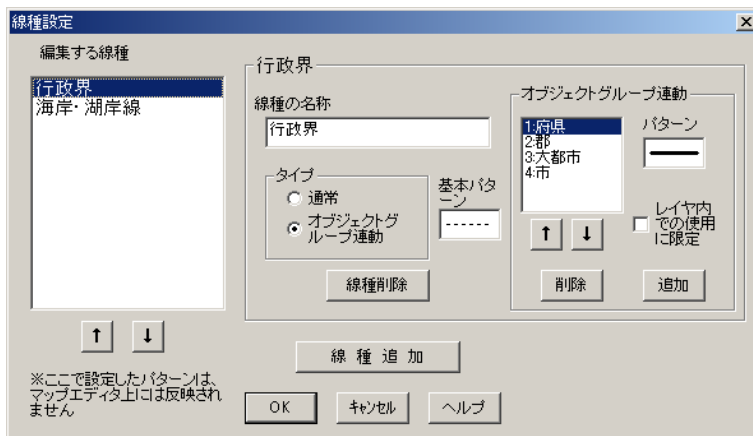 線種設定
編集する線種
行政界
海岸・湖岸線
↑
↓
※ここで設定したパターンは、
マップエディタ上には反映され
ません
行政界
線種の名称
行政界
タイプ
通常
オブジェクトグ
ループ連動
基本パタ
ーン
線種削除
オブジェクトグループ連動
1:府県
2:郡
3:大都市
4:市
パターン
↑
↓
レイヤ内
での使用
に限定
削除
追加
線 種 追 加
OK
キャンセル
ヘルプ